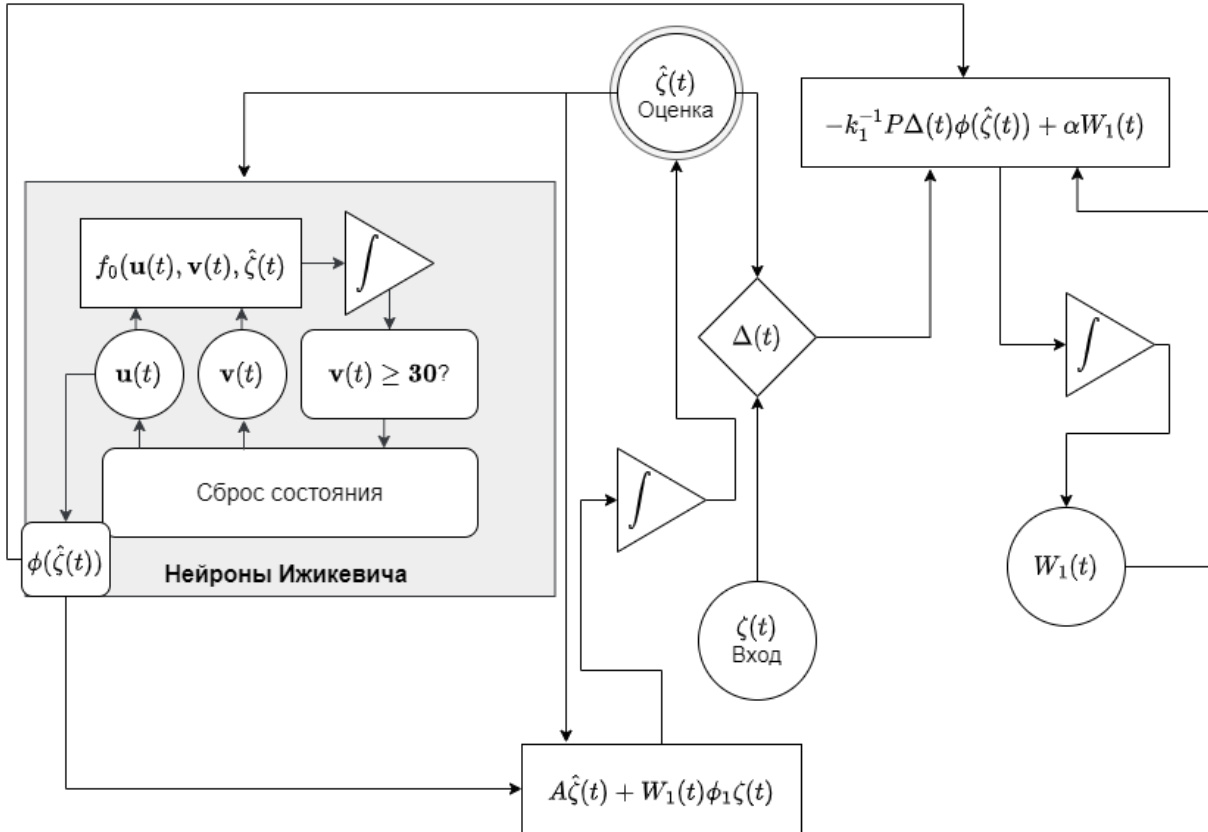 $\hat{\zeta}(t)$
Оценка
$-k_1^{-1}P\Delta(t)\phi(\hat{\zeta}(t)) + \alpha W_1(t)$
$f_0(\mathbf{u}(t), \mathbf{v}(t), \hat{\zeta}(t)$
$\int$
$\mathbf{u}(t)$
$\mathbf{v}(t)$
$\mathbf{v}(t) \geq \mathbf{30}$?
Сброс состояния
$\phi(\hat{\zeta}(t))$
Нейроны Ижикевича
$\Delta(t)$
$\int$
$\int$
$W_1(t)$
$\zeta(t)$
Вход
$A\hat{\zeta}(t) + W_1(t)\phi_1\zeta(t)$